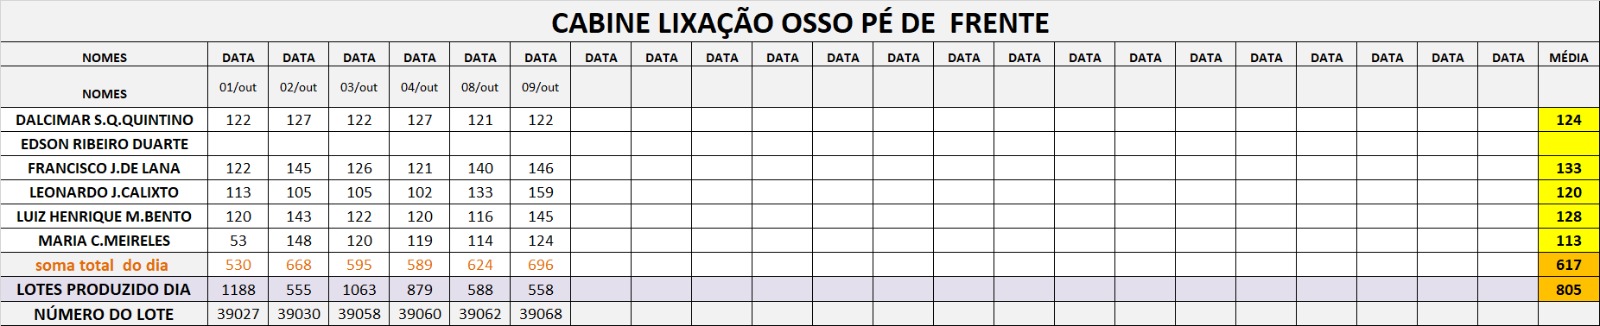 CABINE LIXAÇÃO OSSO PÉ DE FRENTE
NOMES DATA DATA DATA DATA DATA DATA DATA DATA DATA DATA DATA DATA DATA DATA DATA DATA DATA DATA DATA DATA DATA DATA MÉDIA
NOMES 01/out 02/out 03/out 04/out 08/out 09/out
DALCIMAR S.Q.QUINTINO 122 127 122 127 121 122 124
EDSON RIBEIRO DUARTE
FRANCISCO J.DE LANA 122 145 126 121 140 146 133
LEONARDO J.CALIXTO 113 105 105 102 133 159 120
LUIZ HENRIQUE M.BENTO 120 143 122 120 116 145 128
MARIA C.MEIRELES 53 148 120 119 114 124 113
soma total do dia 530 668 595 589 624 696 617
LOTES PRODUZIDO DIA 1188 555 1063 879 588 558 805
NÚMERO DO LOTE 39027 39030 39058 39060 39062 39068